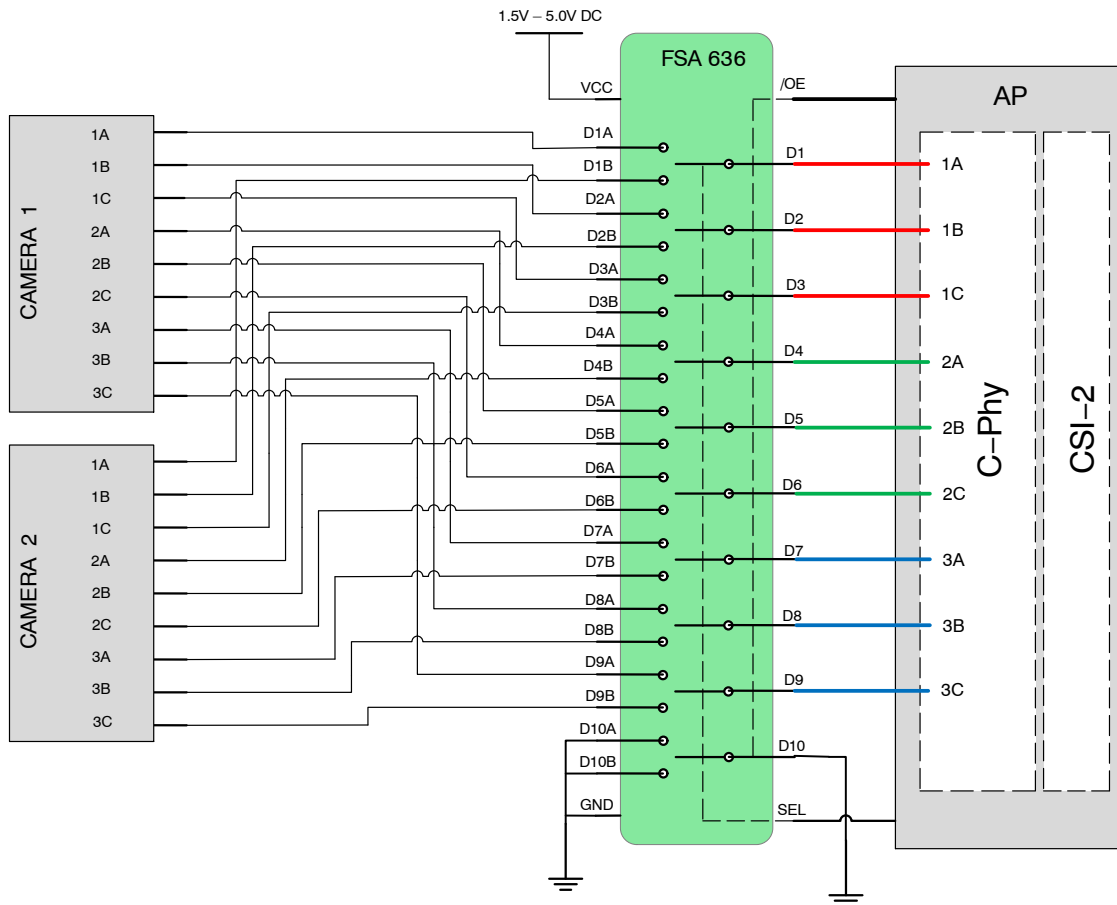 1.5V – 5.0V DC
FSA 636
VCC
/OE
AP
CAMERA 1
1A
1B
1C
2A
2B
2C
3A
3B
3C
CAMERA 2
1A
1B
1C
2A
2B
2C
3A
3B
3C
D1A
D1B
D2A
D2B
D3A
D3B
D4A
D4B
D5A
D5B
D6A
D6B
D7A
D7B
D8A
D8B
D9A
D9B
D10A
D10B
GND
D1
D2
D3
D4
D5
D6
D7
D8
D9
D10
SEL
1A
1B
1C
2A
2B
2C
3A
3B
3C
C–Phy
CSI–2